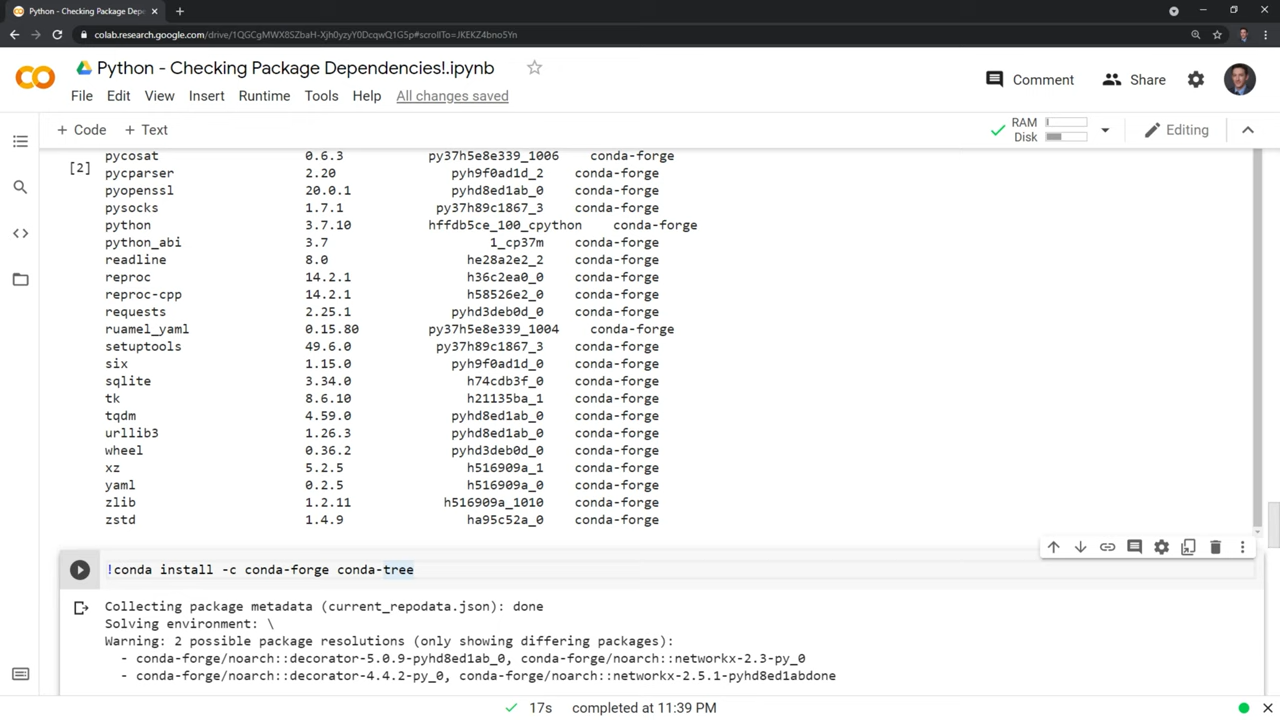 Python - Checking Package Depe
colab.research.google.com/drive/1QGCgMWX8SZbaH-Xjh0yzyY0DcqwQ1G5p#scrollTo=JKEKZ4bno5Yn
Python - Checking Package Dependencies!.ipynb
Comment
Share
File Edit View Insert Runtime Tools Help All changes saved
+ Code + Text
RAM
Disk
Editing
[2]
pycosat 0.6.3 py37h5e8e339_1006 conda-forge
pycparser 2.20 pyh9f0ad1d_2 conda-forge
pyopenssl 20.0.1 pyhd8ed1ab_0 conda-forge
pysocks 1.7.1 py37h89c1867_3 conda-forge
python 3.7.10 hffdb5ce_100_cpython conda-forge
python_abi 3.7 1_cp37m conda-forge
readline 8.0 he28a2e2_2 conda-forge
reproc 14.2.1 h36c2ea0_0 conda-forge
reproc-cpp 14.2.1 h58526e2_0 conda-forge
requests 2.25.1 pyhd3deb0d_0 conda-forge
ruamel_yaml 0.15.80 py37h5e8e339_1004 conda-forge
setuptools 49.6.0 py37h89c1867_3 conda-forge
six 1.15.0 pyh9f0ad1d_0 conda-forge
sqlite 3.34.0 h74cdb3f_0 conda-forge
tk 8.6.10 h21135ba_1 conda-forge
tqdm 4.59.0 pyhd8ed1ab_0 conda-forge
urllib3 1.26.3 pyhd8ed1ab_0 conda-forge
wheel 0.36.2 pyhd3deb0d_0 conda-forge
xz 5.2.5 h516909a_1 conda-forge
yaml 0.2.5 h516909a_0 conda-forge
zlib 1.2.11 h516909a_1010 conda-forge
zstd 1.4.9 ha95c52a_0 conda-forge
!conda install -c conda-forge conda-tree
Collecting package metadata (current_repodata.json): done
Solving environment: \
Warning: 2 possible package resolutions (only showing differing packages):
- conda-forge/noarch::decorator-5.0.9-pyhd8ed1ab_0, conda-forge/noarch::networkx-2.3-py_0
- conda-forge/noarch::decorator-4.4.2-py_0, conda-forge/noarch::networkx-2.5.1-pyhd8ed1abdone
17s completed at 11:39 PM